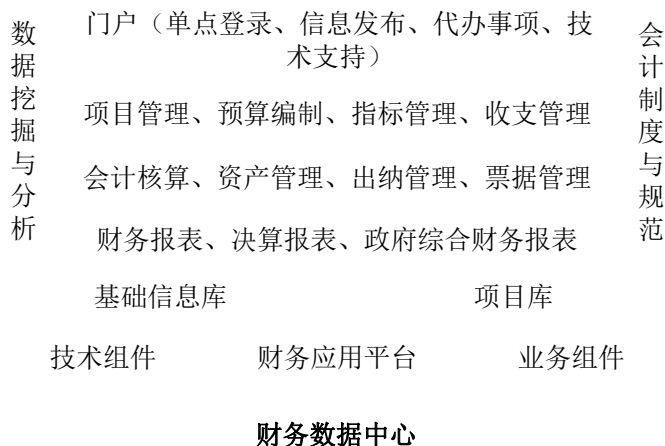 数据挖掘与分析
门户（单点登录、信息发布、代办事项、技
术支持）
项目管理、预算编制、指标管理、收支管理
会计核算、资产管理、出纳管理、票据管理
财务报表、决算报表、政府综合财务报表
会计制度与规范
基础信息库 项目库
技术组件 财务应用平台 业务组件
财务数据中心